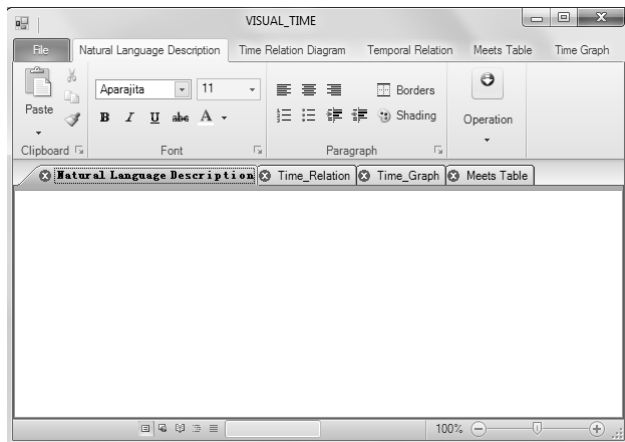 VISUAL_TIME
File Natural Language Description Time Relation Diagram Temporal Relation Meets Table Time Graph
Paste Aparajita 11 Borders
B I U abc A Shading Operation
Clipboard Font Paragraph
Natural Language Description Time_Relation Time_Graph Meets Table
100%